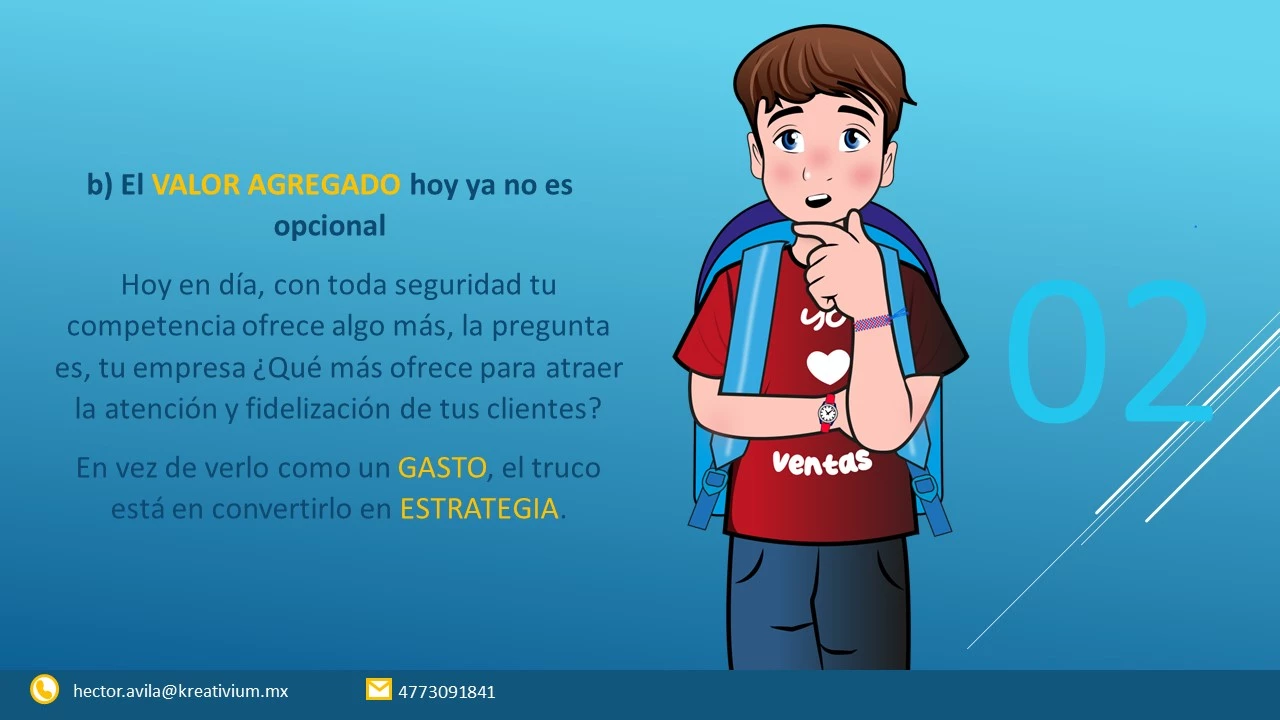 b) El VALOR AGREGADO hoy ya no es
opcional
Hoy en día, con toda seguridad tu
competencia ofrece algo más, la pregunta
es, tu empresa ¿Qué más ofrece para atraer
la atención y fidelización de tus clientes?
En vez de verlo como un GASTO, el truco
está en convertirlo en ESTRATEGIA.
yo
ventas
02
hector.avila@kreativium.mx
4773091841